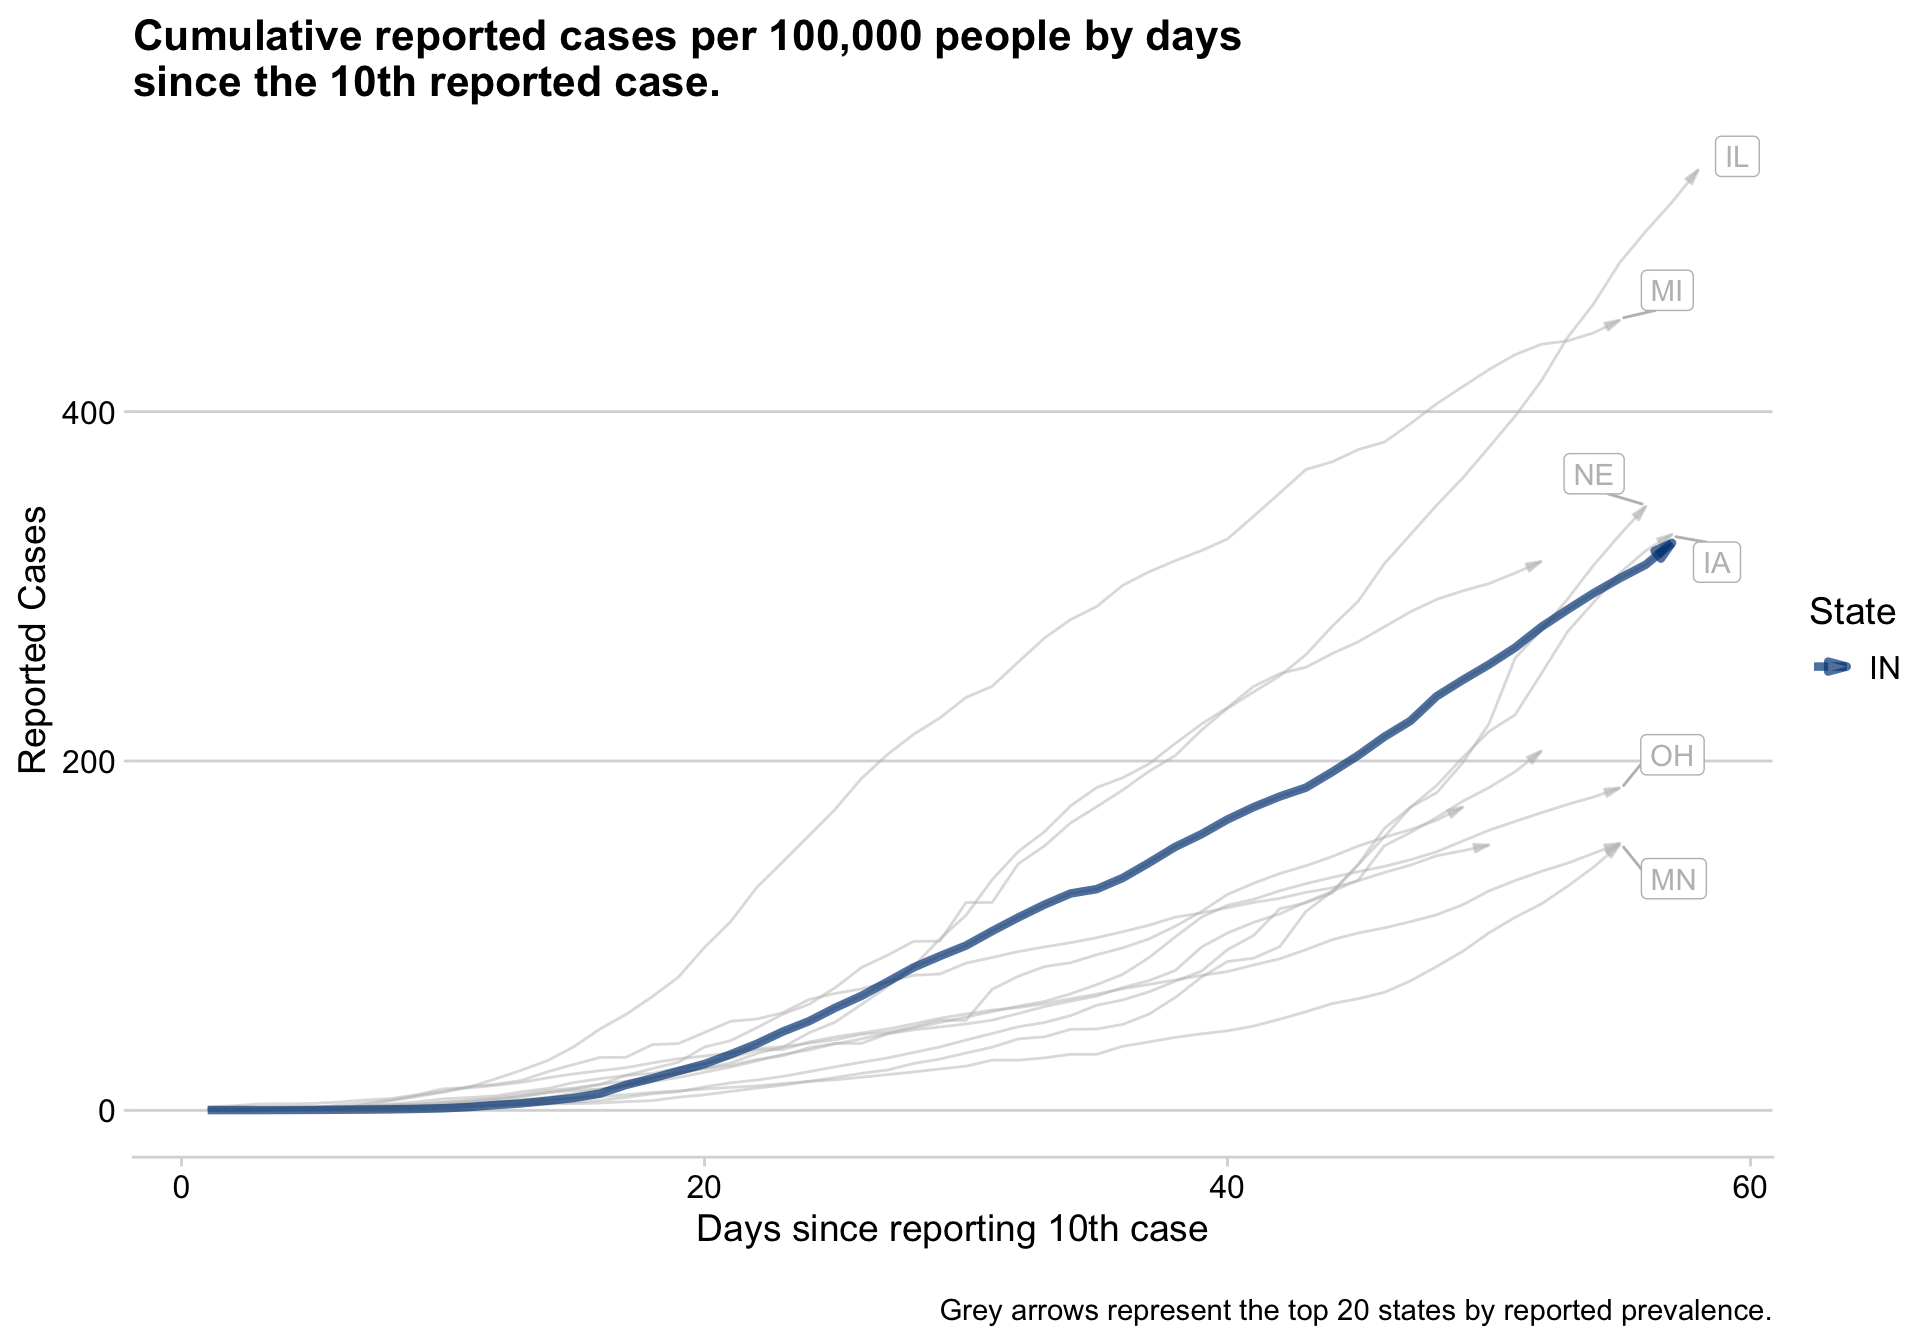 Cumulative reported cases per 100,000 people by days
since the 10th reported case.
IL
MI
400
NE
IA
Reported Cases
State
IN
200
OH
MN
0
0 20 40 60
Days since reporting 10th case
Grey arrows represent the top 20 states by reported prevalence.